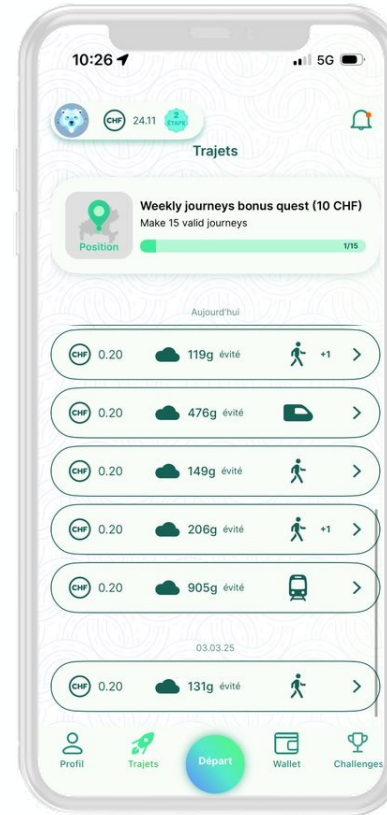 10:26
5G
CHF 24.11 2 ÉTAPE
Trajets
Weekly journeys bonus quest (10 CHF)
Make 15 valid journeys
Position
1/15
Aujourd'hui
CHF 0.20 119g évité +1
CHF 0.20 476g évité
CHF 0.20 149g évité
CHF 0.20 206g évité +1
CHF 0.20 905g évité
03.03.25
CHF 0.20 131g évité
Profil Trajets Départ Wallet Challenges